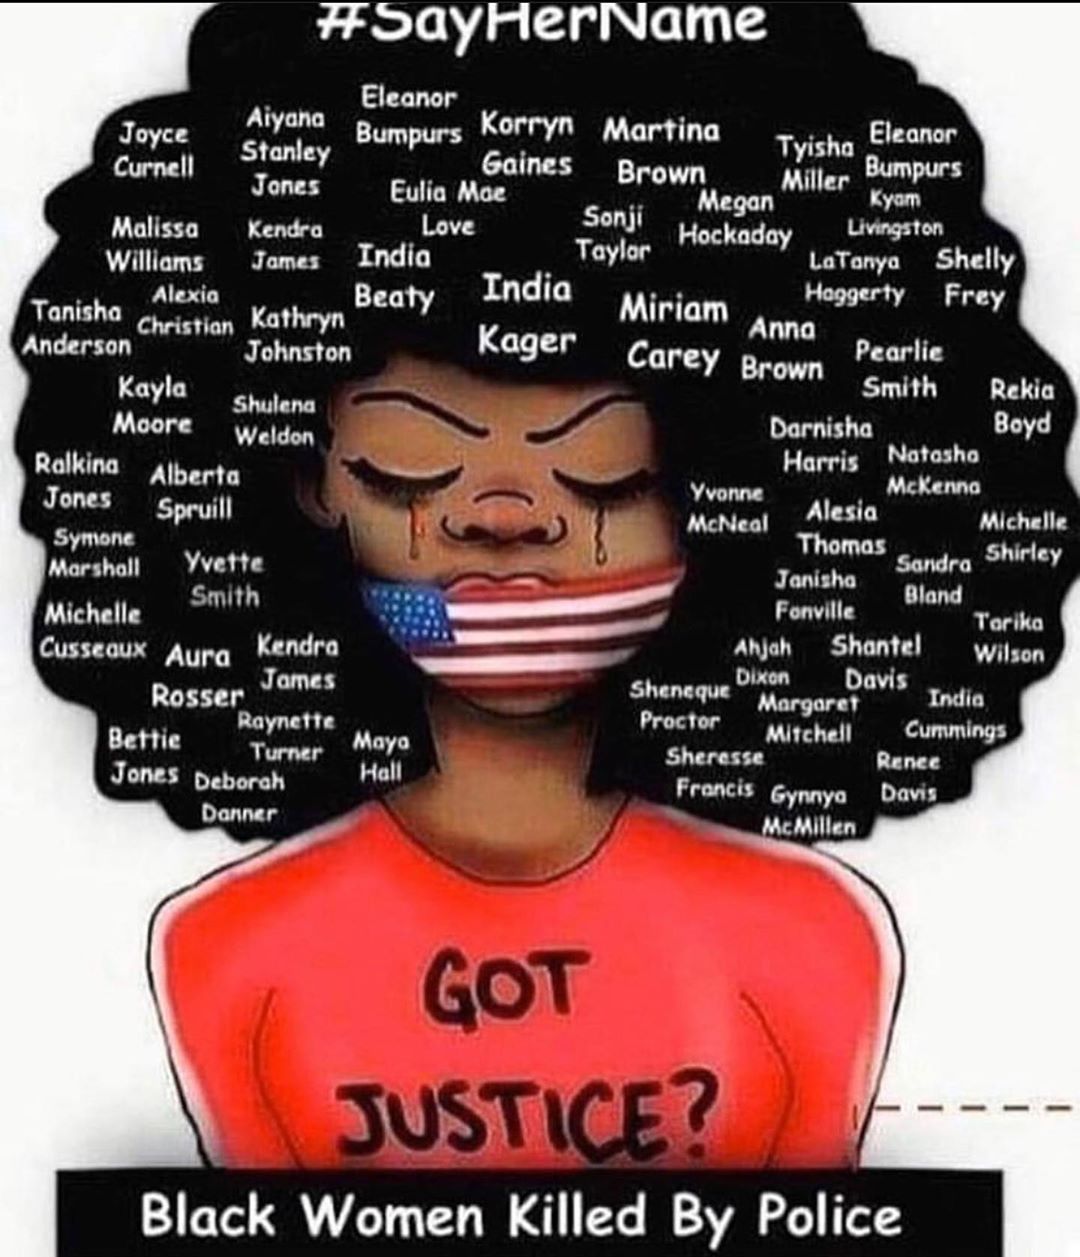 #SayHerName
Eleanor
Bumpurs
Joyce
Curnell
Aiyana
Stanley
Jones
Korryn
Gaines
Martina
Brown
Tyisha
Miller
Eleanor
Bumpurs
Eulia Mae
Love
Megan
Hockaday
Kyam
Livingston
Malissa
Williams
Kendra
James
India
Beaty
Sonji
Taylor
LaTanya
Haggerty
Shelly
Frey
Tanisha
Anderson
Alexia
Christian
Kathryn
Johnston
India
Kager
Miriam
Carey
Anna
Brown
Pearlie
Smith
Rekia
Boyd
Kayla
Moore
Shulena
Weldon
Darnisha
Harris
Natasha
McKenna
Ralkina
Jones
Alberta
Spruill
Yvonne
McNeal
Alesia
Thomas
Michelle
Shirley
Symone
Marshall
Yvette
Smith
Janisha
Fonville
Sandra
Bland
Michelle
Cusseaux
Aura
Rosser
Kendra
James
Ahjah
Dixon
Shantel
Davis
Tarika
Wilson
Sheneque
Proctor
Margaret
Mitchell
India
Cummings
Bettie
Jones
Raynette
Turner
Maya
Hall
Deborah
Danner
Sheresse
Francis
Gynnya
McMillen
Renee
Davis
GOT
JUSTICE?
Black Women Killed By Police